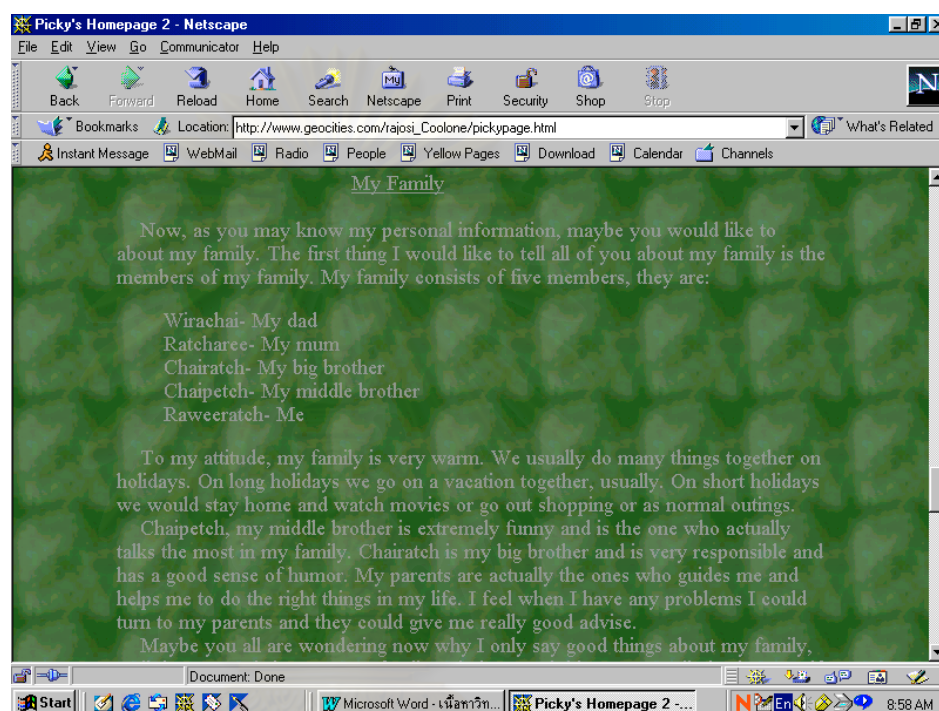 Picky's Homepage 2 - Netscape
File Edit View Go Communicator Help
Back Forward Reload Home Search Netscape Print Security Shop Stop
My
N
Bookmarks Location: http://www.geocities.com/rajosi_Coolone/pickypage.html What's Related
Instant Message WebMail Radio People Yellow Pages Download Calendar Channels
My Family
Now, as you may know my personal information, maybe you would like to
about my family. The first thing I would like to tell all of you about my family is the
members of my family. My family consists of five members, they are:
Wirachai- My dad
Ratcharee- My mum
Chairatch- My big brother
Chaipetch- My middle brother
Raweeratch- Me
To my attitude, my family is very warm. We usually do many things together on
holidays. On long holidays we go on a vacation together, usually. On short holidays
we would stay home and watch movies or go out shopping or as normal outings.
Chaipetch, my middle brother is extremely funny and is the one who actually
talks the most in my family. Chairatch is my big brother and is very responsible and
has a good sense of humor. My parents are actually the ones who guides me and
helps me to do the right things in my life. I feel when I have any problems I could
turn to my parents and they could give me really good advise.
Maybe you all are wondering now why I only say good things about my family,
Document: Done
Start Microsoft Word - เนื้อหาวิท... Picky's Homepage 2 -... N En 8:58 AM